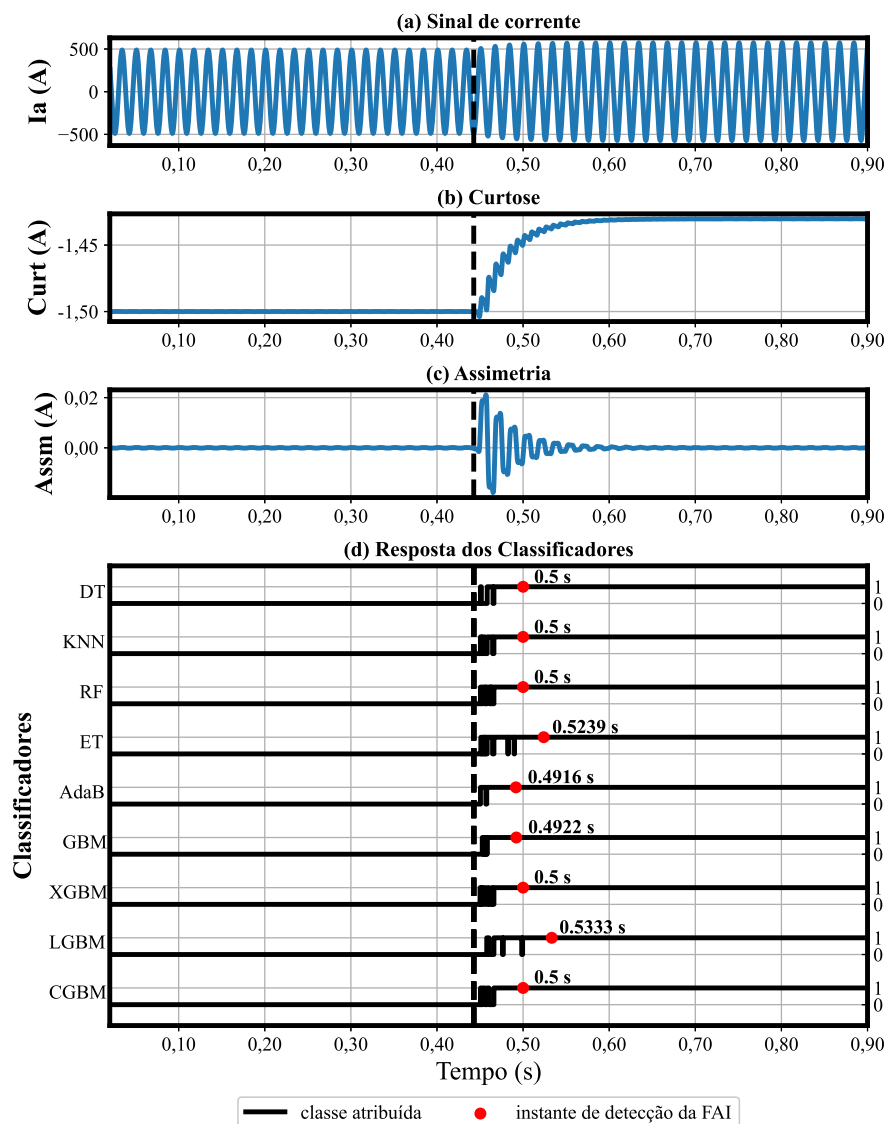 (a) Sinal de corrente
Ia (A)
500
0
−500
0,10 0,20 0,30 0,40 0,50 0,60 0,70 0,80 0,90
(b) Curtose
Curt (A)
-1,45
-1,50
0,10 0,20 0,30 0,40 0,50 0,60 0,70 0,80 0,90
(c) Assimetria
Assm (A)
0,02
0,00
0,10 0,20 0,30 0,40 0,50 0,60 0,70 0,80 0,90
(d) Resposta dos Classificadores
Classificadores
DT 0.5 s 1 0
KNN 0.5 s 1 0
RF 0.5 s 1 0
ET 0.5239 s 1 0
AdaB 0.4916 s 1 0
GBM 0.4922 s 1 0
XGBM 0.5 s 1 0
LGBM 0.5333 s 1 0
CGBM 0.5 s 1 0
0,10 0,20 0,30 0,40 0,50 0,60 0,70 0,80 0,90
Tempo (s)
classe atribuída instante de detecção da FAI